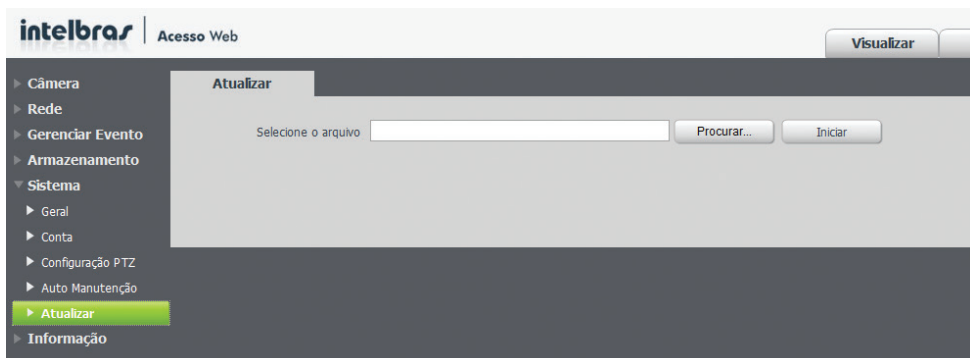 intelbras Acesso Web
Visualizar
Câmera
Rede
Gerenciar Evento
Armazenamento
Sistema
Geral
Conta
Configuração PTZ
Auto Manutenção
Atualizar
Informação
Atualizar
Selecione o arquivo Procurar... Iniciar